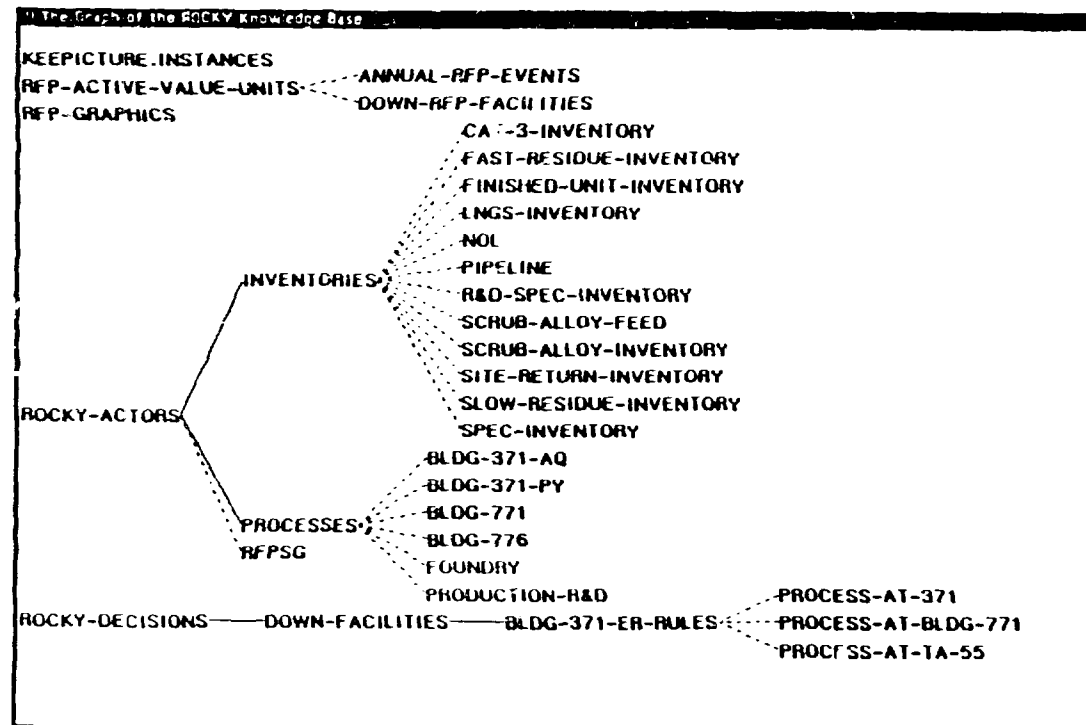 The Graph of the ROCKY Knowledge Base
KEEPICTURE.INSTANCES
RFP-ACTIVE-VALUE-UNITS
ANNUAL-RFP-EVENTS
DOWN-RFP-FACILITIES
RFP-GRAPHICS
CAT-3-INVENTORY
FAST-RESIDUE-INVENTORY
FINISHED-UNIT-INVENTORY
LNGS-INVENTORY
NOL
PIPELINE
INVENTORIES
R&D-SPEC-INVENTORY
SCRUB-ALLOY-FEED
SCRUB-ALLOY-INVENTORY
SITE-RETURN-INVENTORY
SLOW-RESIDUE-INVENTORY
ROCKY-ACTORS
SPEC-INVENTORY
BLDG-371-AQ
BLDG-371-PY
BLDG-771
PROCESSES
BLDG-776
RFPSG
FOUNDRY
PRODUCTION-R&D
PROCESS-AT-371
ROCKY-DECISIONS DOWN-FACILITIES BLDG-371-ER-RULES PROCESS-AT-BLDG-771
PROCESS-AT-TA-55